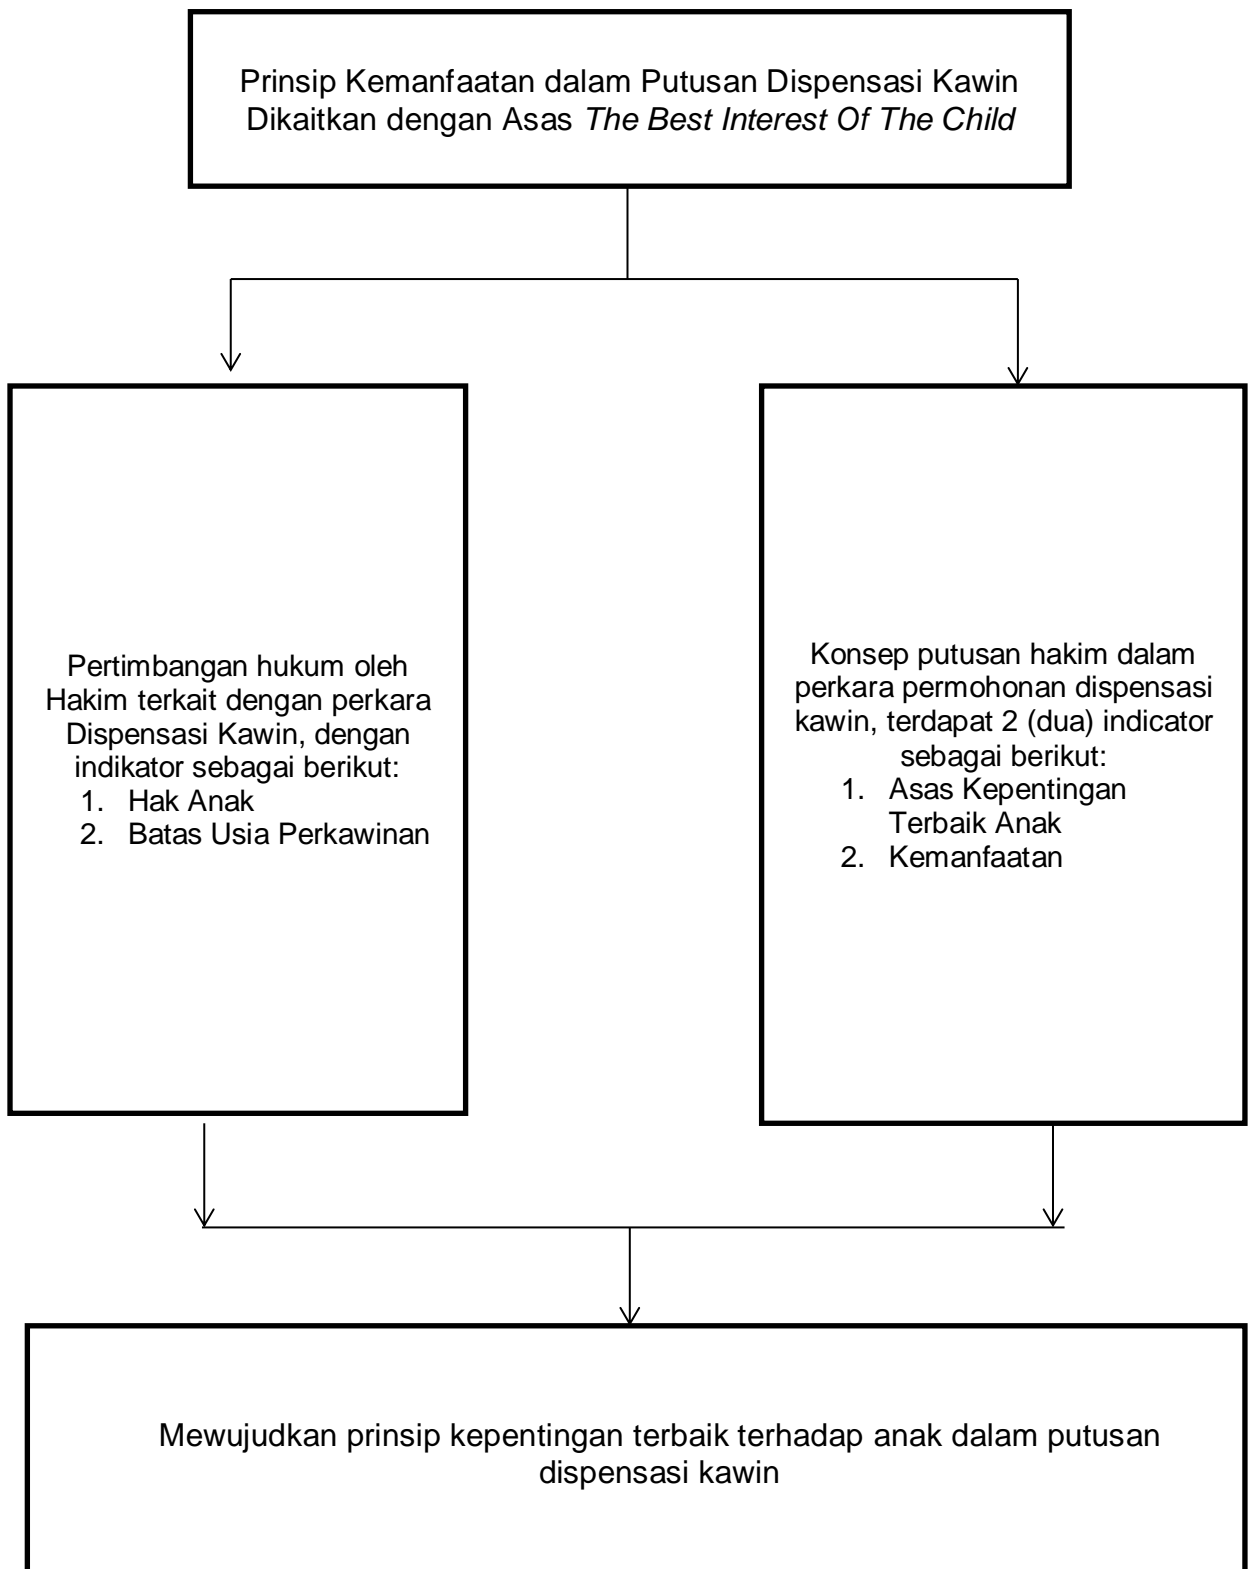 Prinsip Kemanfaatan dalam Putusan Dispensasi Kawin
Dikaitkan dengan Asas The Best Interest Of The Child
Pertimbangan hukum oleh
Hakim terkait dengan perkara
Dispensasi Kawin, dengan
indikator sebagai berikut:
1. Hak Anak
2. Batas Usia Perkawinan
Konsep putusan hakim dalam
perkara permohonan dispensasi
kawin, terdapat 2 (dua) indicator
sebagai berikut:
1. Asas Kepentingan
Terbaik Anak
2. Kemanfaatan
Mewujudkan prinsip kepentingan terbaik terhadap anak dalam putusan
dispensasi kawin